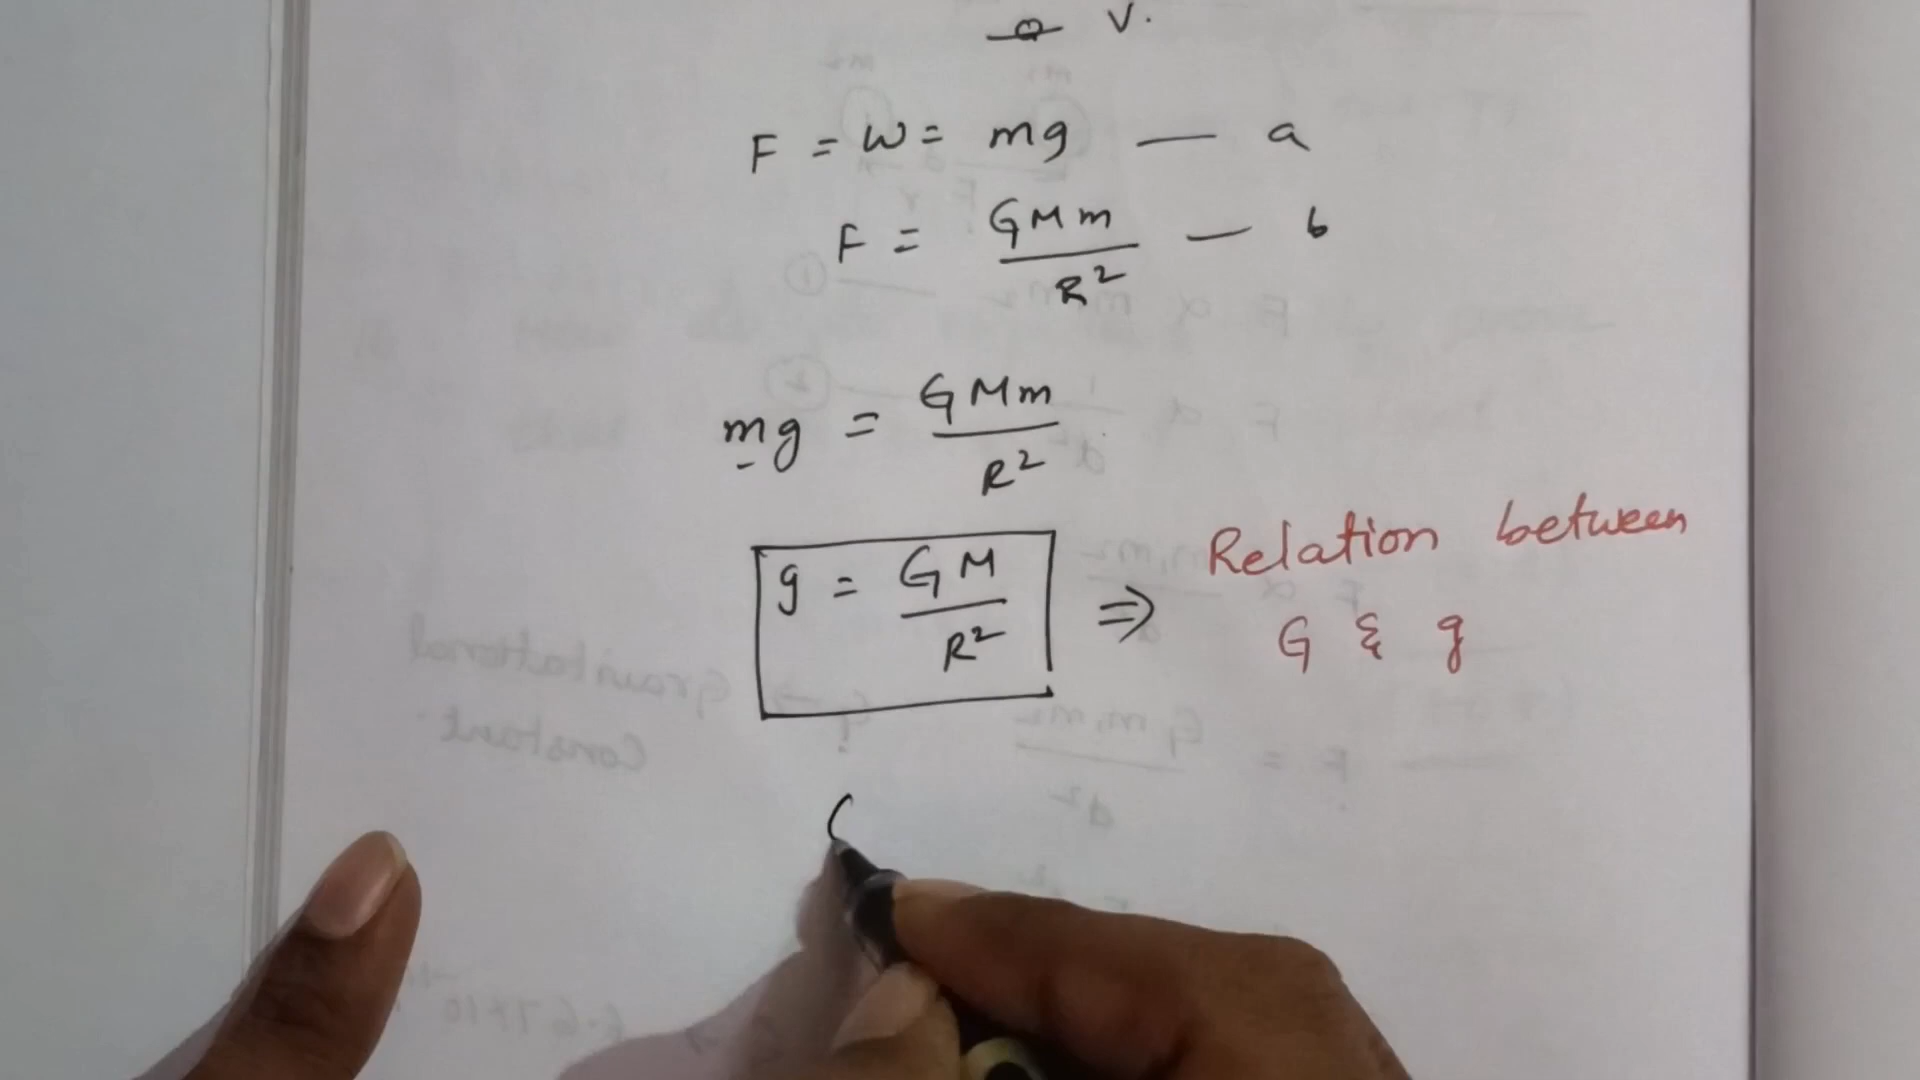 V.
F = W = mg — a
F = GMm / R² — b
mg = GMm / R²
g = GM / R² ⇒ Relation between
G & g